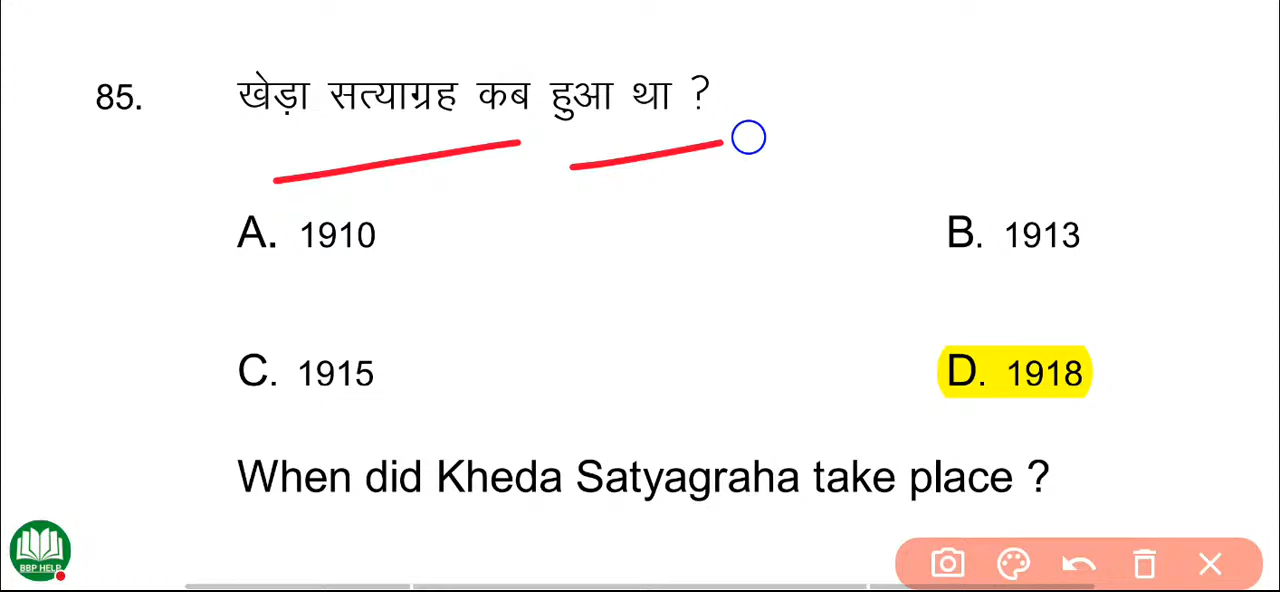 85. खेड़ा सत्याग्रह कब हुआ था ?
A. 1910 B. 1913
C. 1915 D. 1918
When did Kheda Satyagraha take place ?
BBP HELP